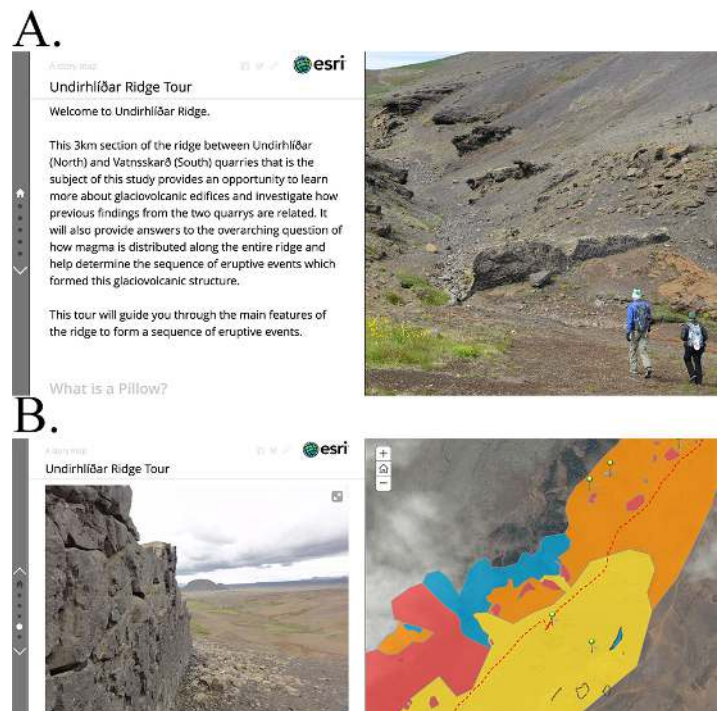 A.
A story map
esri
Undirhlíðar Ridge Tour
Welcome to Undirhlíðar Ridge.
This 3km section of the ridge between Undirhlíðar
(North) and Vatnsskarð (South) quarries that is the
subject of this study provides an opportunity to learn
more about glaciovolcanic edifices and investigate how
previous findings from the two quarrys are related. It
will also provide answers to the overarching question of
how magma is distributed along the entire ridge and
help determine the sequence of eruptive events which
formed this glaciovolcanic structure.
This tour will guide you through the main features of
the ridge to form a sequence of eruptive events.
What is a Pillow?
B.
A story map
esri
Undirhlíðar Ridge Tour